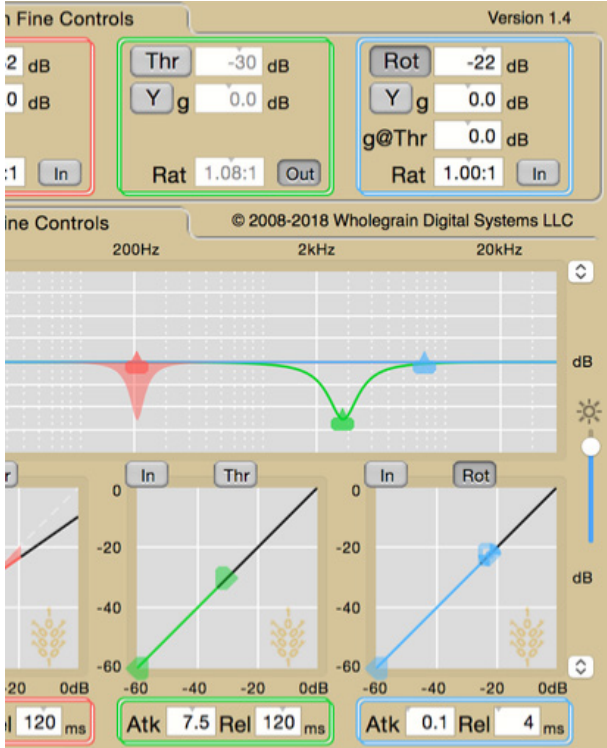 n Fine Controls Version 1.4
2 dB Thr -30 dB Rot -22 dB
0 dB Y g 0.0 dB Y g 0.0 dB
g@Thr 0.0 dB
:1 In Rat 1.08:1 Out Rat 1.00:1 In
ine Controls © 2008-2018 Wholegrain Digital Systems LLC
200Hz 2kHz 20kHz
dB
r In Thr In Rot
0 0
-20 -20
dB
-40 -40
-60 -60
-20 0dB -60 -40 -20 0dB -60 -40 -20 0dB
el 120 ms Atk 7.5 Rel 120 ms Atk 0.1 Rel 4 ms